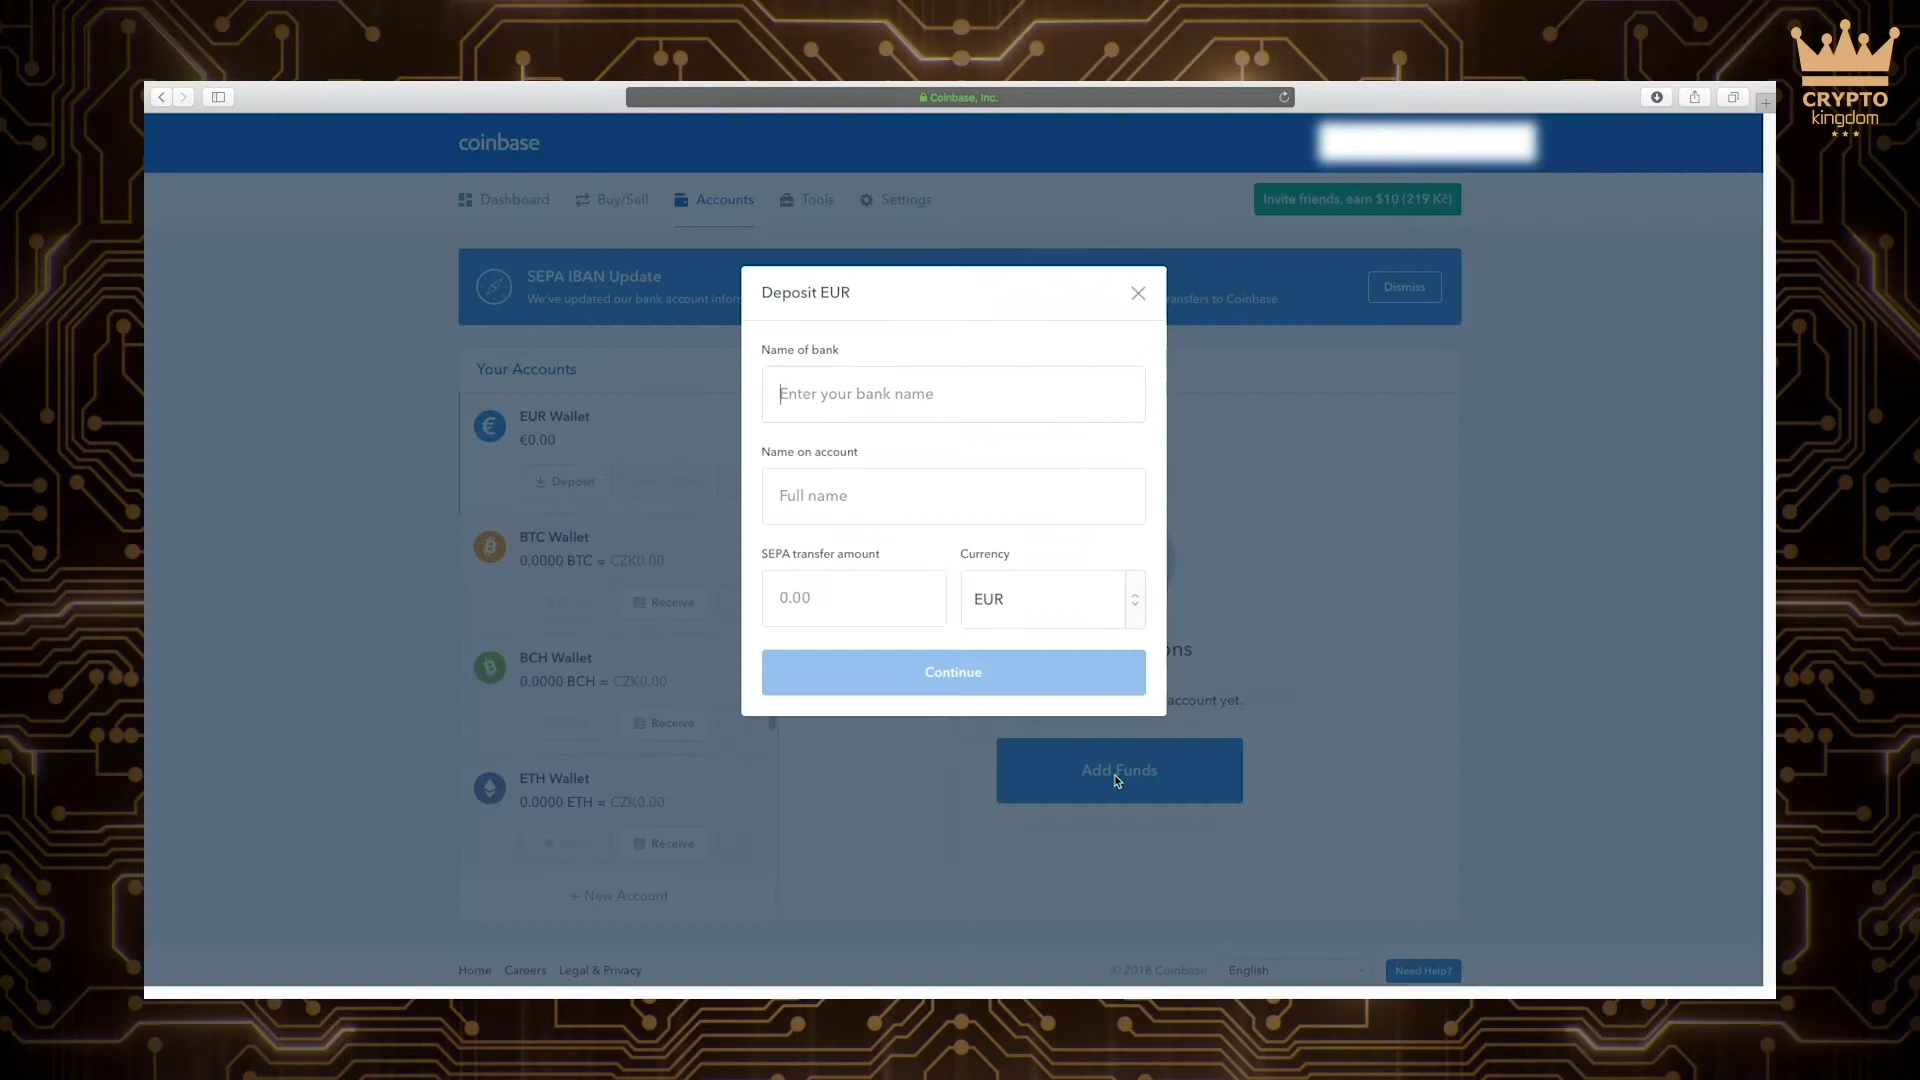 CRYPTO
kingdom
Coinbase, Inc.
coinbase
Dashboard
Buy/Sell
Accounts
Tools
Settings
Invite friends, earn $10 (219 Kč)
SEPA IBAN Update
We've updated our bank account infor
ransfers to Coinbase.
Dismiss
Deposit EUR
Name of bank
Enter your bank name
Name on account
Full name
SEPA transfer amount
Currency
0.00
EUR
Continue
Your Accounts
EUR Wallet
€0.00
Deposit
BTC Wallet
0.0000 BTC = CZK0.00
Receive
BCH Wallet
0.0000 BCH = CZK0.00
Receive
ETH Wallet
0.0000 ETH = CZK0.00
Receive
+ New Account
ons
account yet.
Add Funds
Home
Careers
Legal & Privacy
© 2018 Coinbase
English
Need Help?